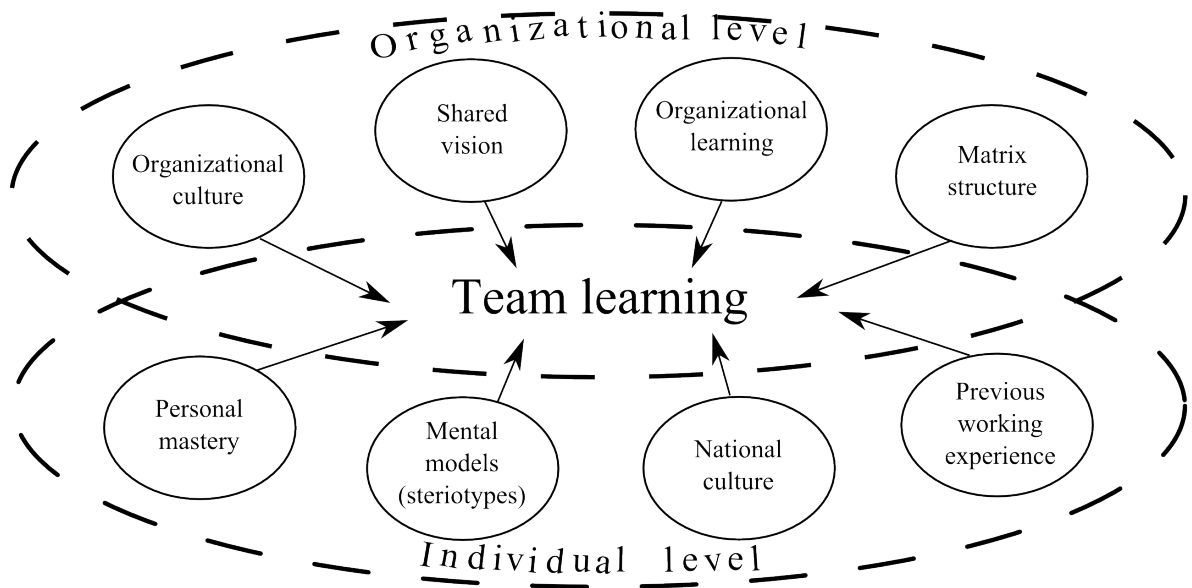 Organizational level
Shared
vision
Organizational
learning
Organizational
culture
Matrix
structure
Team learning
Personal
mastery
Mental
models
(steriotypes)
National
culture
Previous
working
experience
Individual level